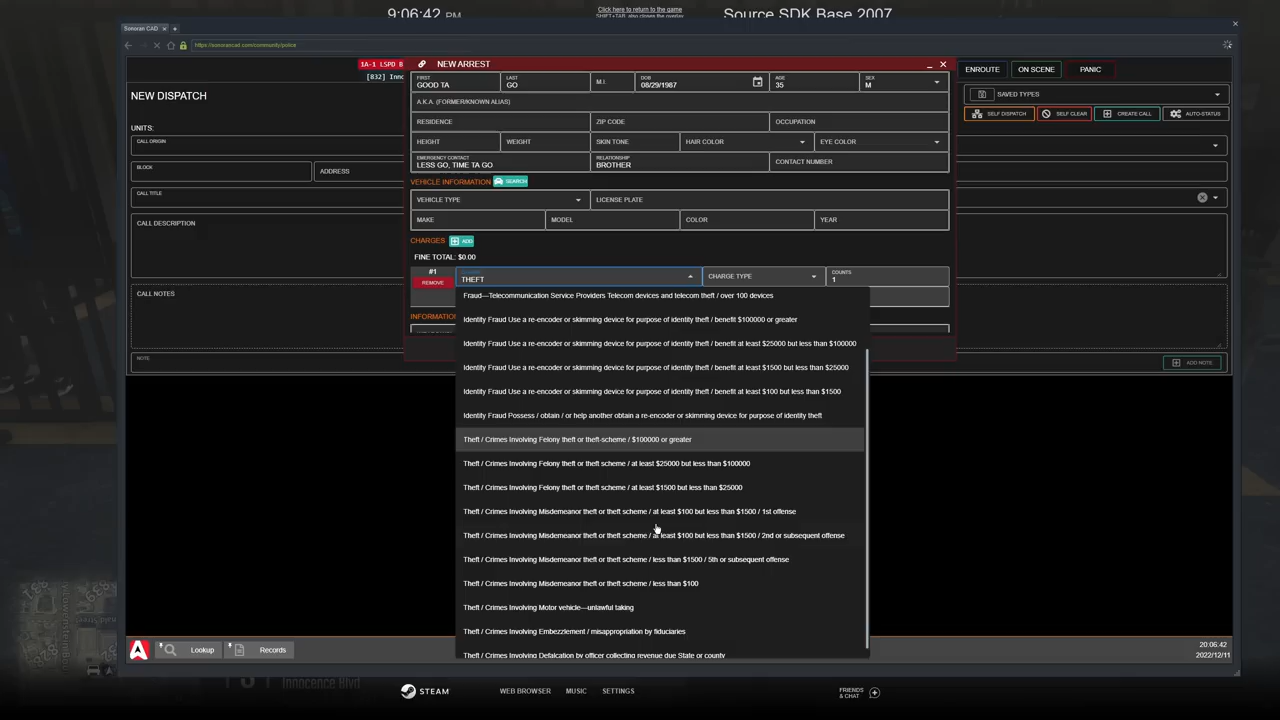 9:06:42 PM
Click here to return to the game
SHIFT+TAB also closes the overlay
Source SDK Base 2007
Sonoran CAD
https://sonorancad.com/community/police
1A-1 LSPD B
[832] Inno
NEW ARREST
ENROUTE
ON SCENE
PANIC
NEW DISPATCH
FIRST
GOOD TA
LAST
GO
M.I.
DOB
08/29/1987
AGE
35
SEX
M
SAVED TYPES
A.K.A. (FORMER/KNOWN ALIAS)
SELF DISPATCH
SELF CLEAR
CREATE CALL
AUTO-STATUS
UNITS:
RESIDENCE
ZIP CODE
OCCUPATION
CALL ORIGIN
HEIGHT
WEIGHT
SKIN TONE
HAIR COLOR
EYE COLOR
EMERGENCY CONTACT
LESS GO, TIME TA GO
RELATIONSHIP
BROTHER
CONTACT NUMBER
BLOCK
ADDRESS
VEHICLE INFORMATION
SEARCH
CALL TITLE
VEHICLE TYPE
LICENSE PLATE
MAKE
MODEL
COLOR
YEAR
CALL DESCRIPTION
CHARGES
ADD
FINE TOTAL: $0.00
#1
REMOVE
THEFT
CHARGE TYPE
COUNTS
1
CALL NOTES
Fraud—Telecommunication Service Providers Telecom devices and telecom theft / over 100 devices
INFORMATIO
Identity Fraud Use a re-encoder or skimming device for purpose of identity theft / benefit $100000 or greater
Identity Fraud Use a re-encoder or skimming device for purpose of identity theft / benefit at least $25000 but less than $100000
NOTE
ADD NOTE
Identity Fraud Use a re-encoder or skimming device for purpose of identity theft / benefit at least $1500 but less than $25000
Identity Fraud Use a re-encoder or skimming device for purpose of identity theft / benefit at least $100 but less than $1500
Identity Fraud Possess / obtain / or help another obtain a re-encoder or skimming device for purpose of identity theft
Theft / Crimes Involving Felony theft or theft-scheme / $100000 or greater
Theft / Crimes Involving Felony theft or theft scheme / at least $25000 but less than $100000
Theft / Crimes Involving Felony theft or theft scheme / at least $1500 but less than $25000
Theft / Crimes Involving Misdemeanor theft or theft scheme / at least $100 but less than $1500 / 1st offense
Theft / Crimes Involving Misdemeanor theft or theft scheme / at least $100 but less than $1500 / 2nd or subsequent offense
Theft / Crimes Involving Misdemeanor theft or theft scheme / less than $1500 / 5th or subsequent offense
Theft / Crimes Involving Misdemeanor theft or theft scheme / less than $100
Theft / Crimes Involving Motor vehicle—unlawful taking
Theft / Crimes Involving Embezzlement / misappropriation by fiduciaries
Theft / Crimes Involving Defalcation by officer collecting revenue due State or county
Lookup
Records
20:06:42
2022/12/11
Innocence Blvd
STEAM
WEB BROWSER
MUSIC
SETTINGS
FRIENDS
& CHAT